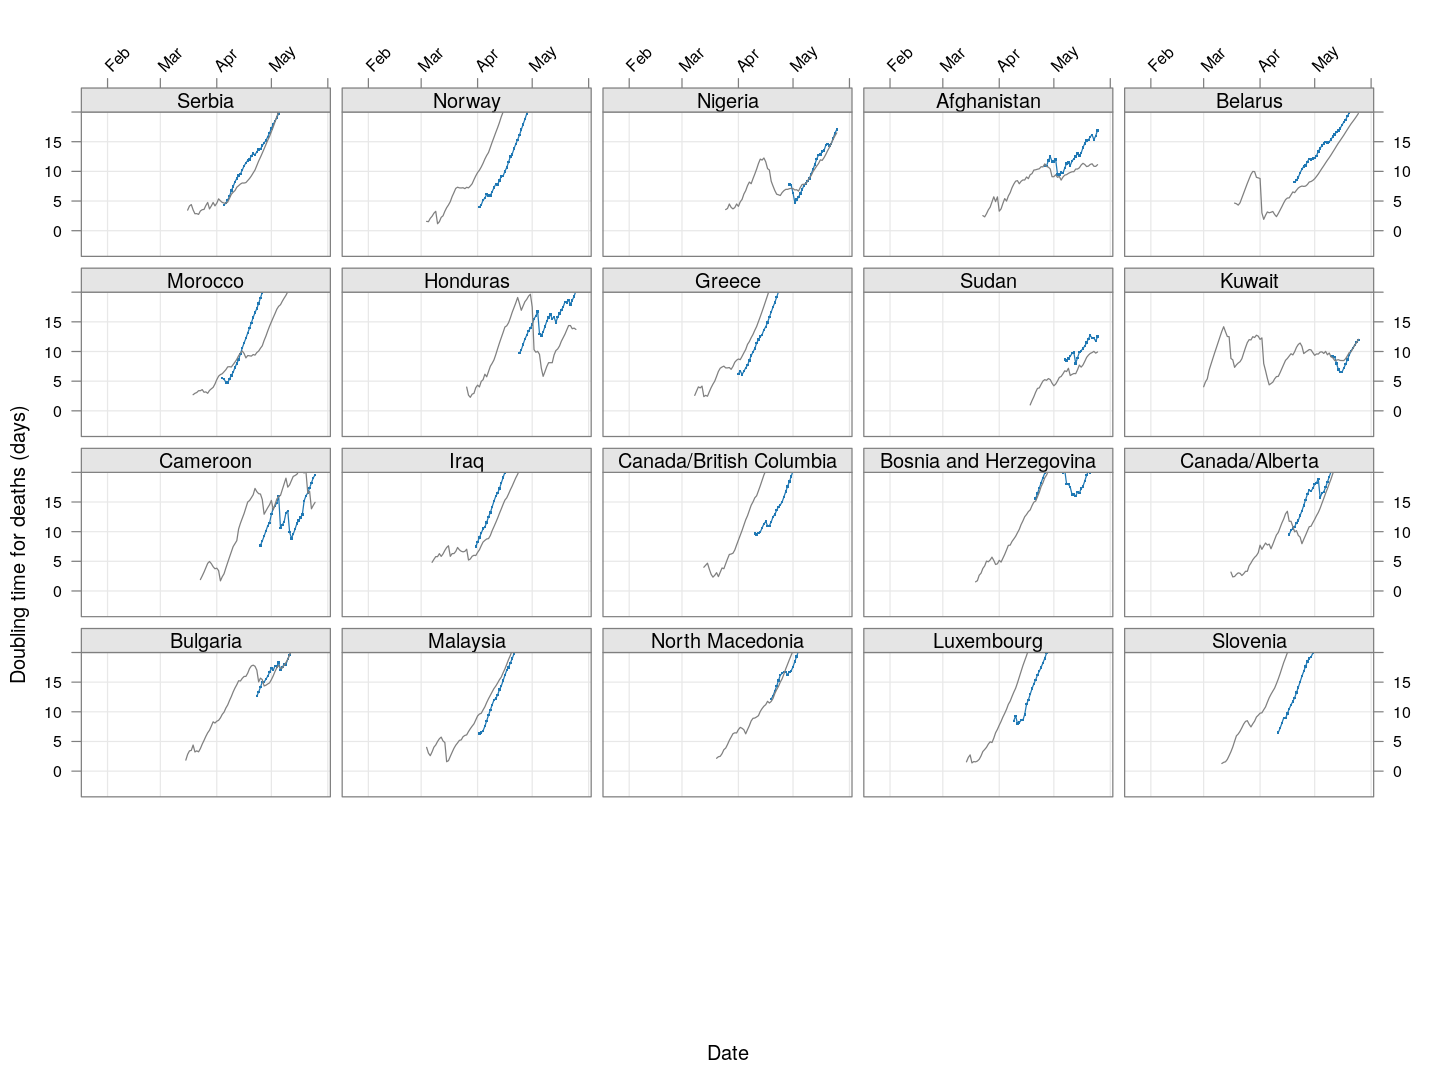 Feb Mar Apr May Feb Mar Apr May Feb Mar Apr May Feb Mar Apr May Feb Mar Apr May
Serbia Norway Nigeria Afghanistan Belarus
15 15
10 10
5 5
0 0
Morocco Honduras Greece Sudan Kuwait
15 15
10 10
5 5
0 0
Cameroon Iraq Canada/British Columbia Bosnia and Herzegovina Canada/Alberta
15 15
10 10
5 5
0 0
Bulgaria Malaysia North Macedonia Luxembourg Slovenia
15 15
10 10
5 5
0 0
Doubling time for deaths (days)
Date